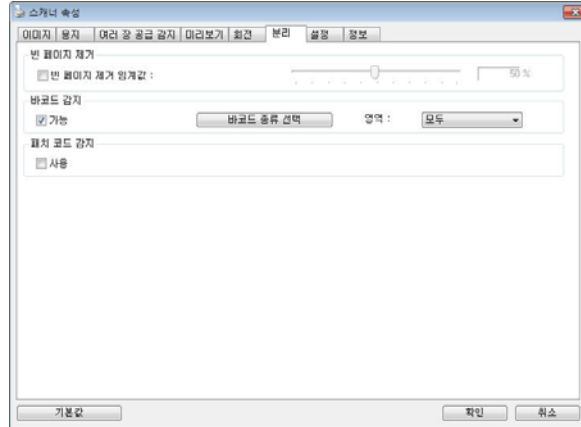 스캐너 속성
이미지 용지 여러 장 공급 감지 미리보기 회전 분리 설정 정보
빈 페이지 제거
빈 페이지 제거 임계값 : 50 %
바코드 감지
가능 바코드 종류 선택 영역 : 모두
패치 코드 감지
사용
기본값 확인 취소